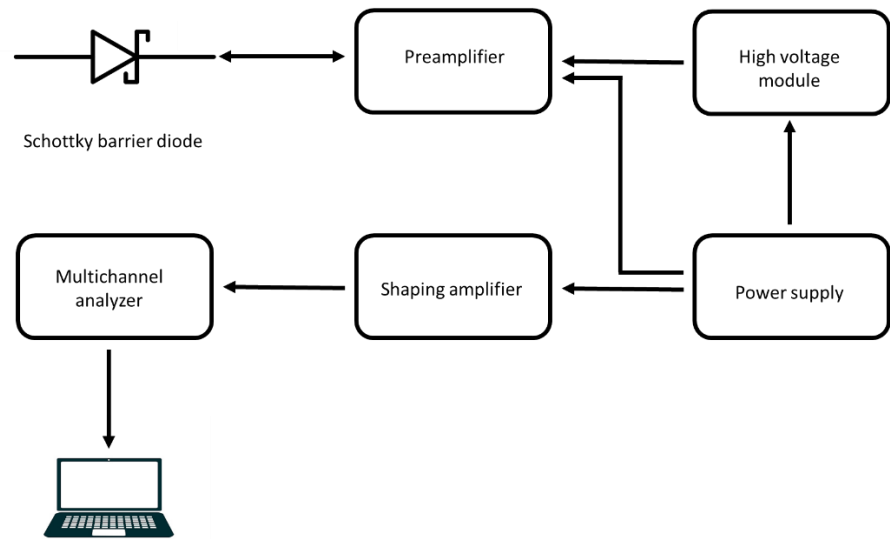 Preamplifier
High voltage
module
Schottky barrier diode
Multichannel
analyzer
Shaping amplifier
Power supply